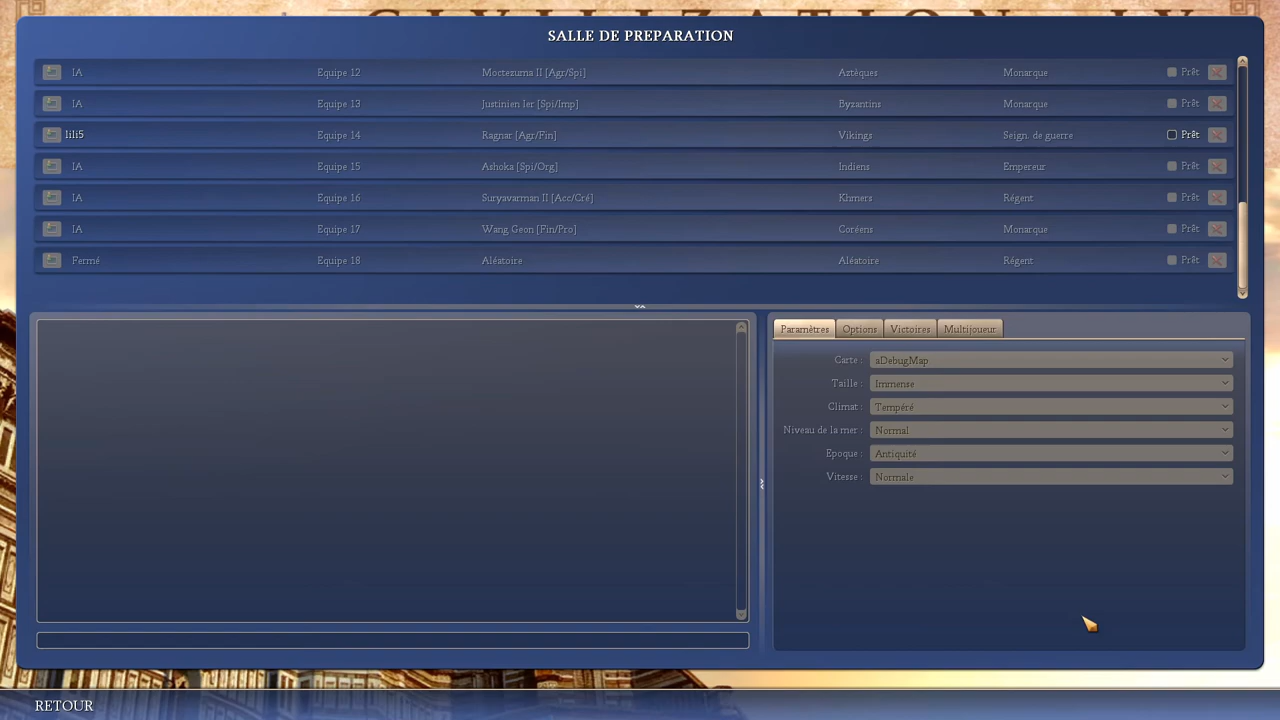 CIVILIZATION IV
SALLE DE PREPARATION
IA Equipe 12 Moctezuma II [Agr/Spi] Aztèques Monarque Prêt
IA Equipe 13 Justinien Ier [Spi/Imp] Byzantins Monarque Prêt
lili5 Equipe 14 Ragnar [Agr/Fin] Vikings Seign. de guerre Prêt
IA Equipe 15 Ashoka [Spi/Org] Indiens Empereur Prêt
IA Equipe 16 Suryavarman II [Acc/Cré] Khmers Régent Prêt
IA Equipe 17 Wang Geon [Fin/Pro] Coréens Monarque Prêt
Fermé Equipe 18 Aléatoire Aléatoire Régent Prêt
Paramètres Options Victoires Multijoueur
Carte : aDebugMap
Taille : Immense
Climat : Tempéré
Niveau de la mer : Normal
Epoque : Antiquité
Vitesse : Normale
RETOUR